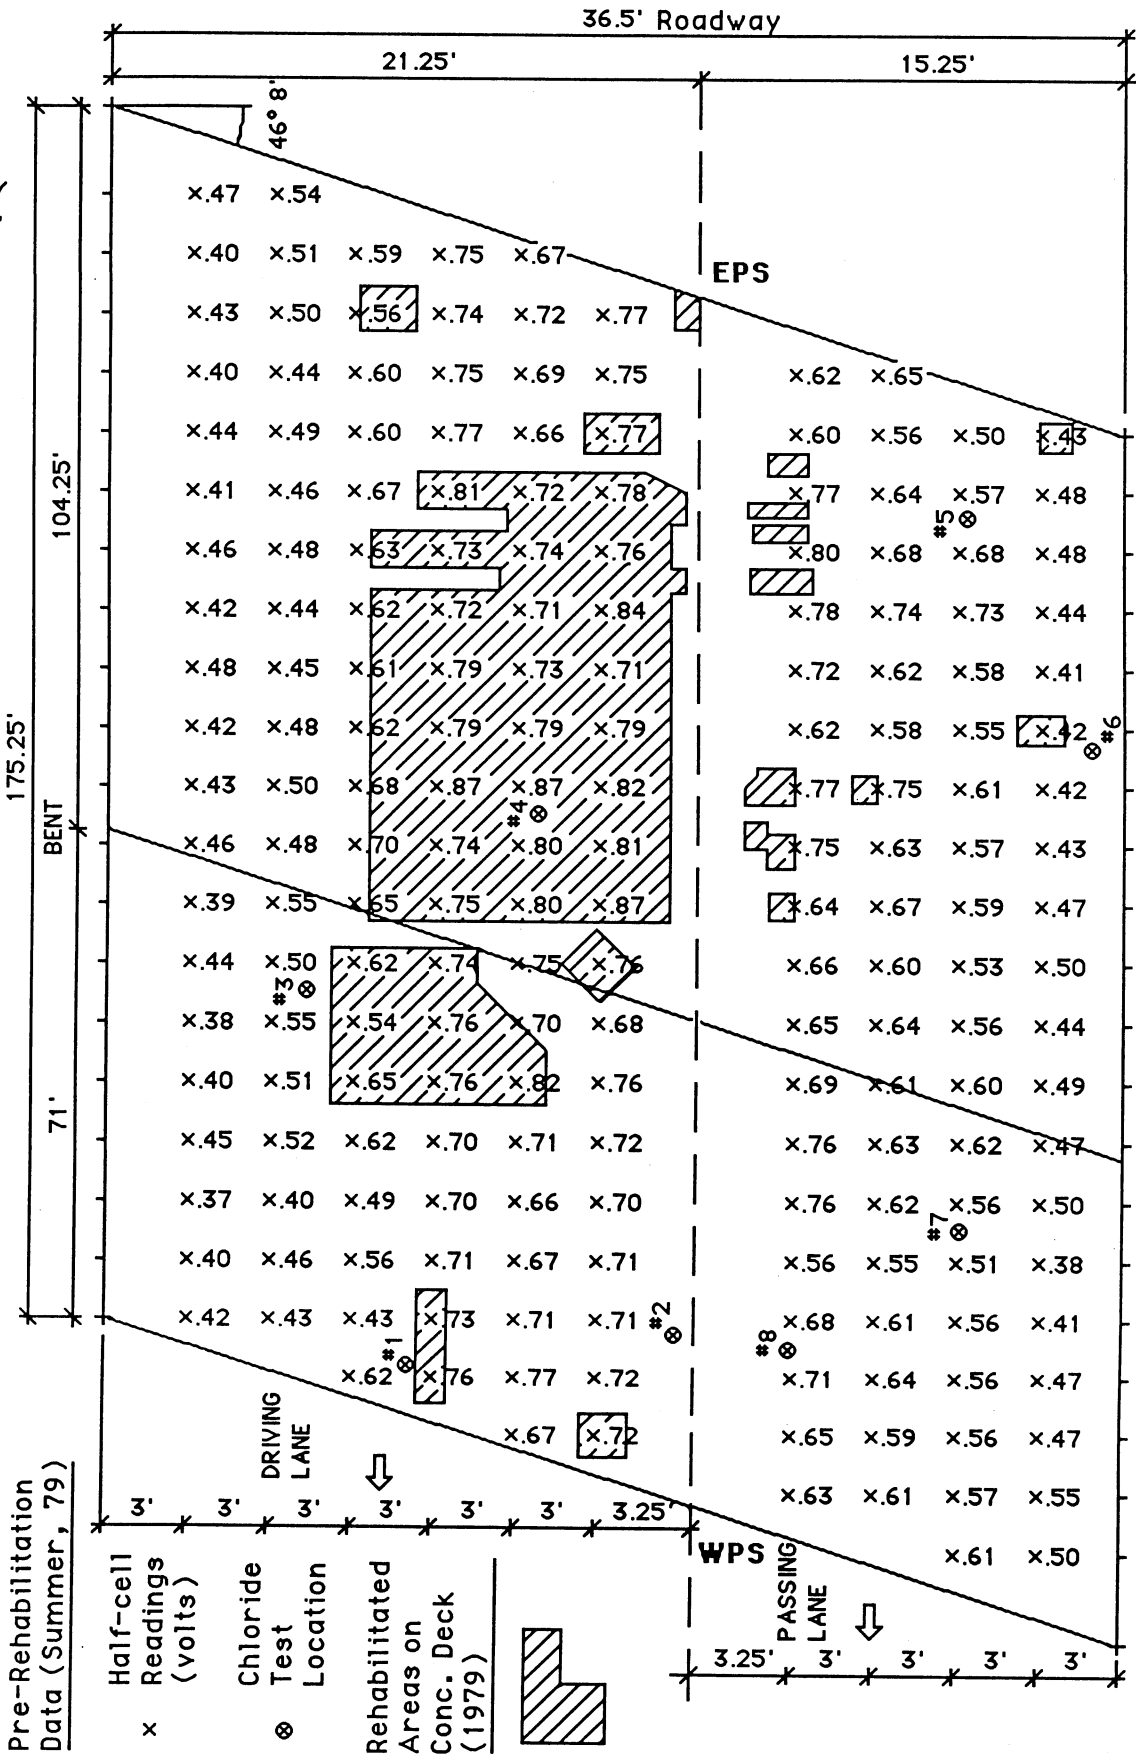 36.5' Roadway
21.25'
15.25'
46° 8'
×.47 ×.54
×.40 ×.51 ×.59 ×.75 ×.67
EPS
×.43 ×.50 ×.56 ×.74 ×.72 ×.77
×.40 ×.44 ×.60 ×.75 ×.69 ×.75 ×.62 ×.65
×.44 ×.49 ×.60 ×.77 ×.66 ×.77 ×.60 ×.56 ×.50 ×.43
104.25'
×.41 ×.46 ×.67 ×.81 ×.72 ×.78 ×.77 ×.64 ×.57 ×.48
#5
×.46 ×.48 ×.63 ×.73 ×.74 ×.76 ×.80 ×.68 ×.68 ×.48
×.42 ×.44 ×.62 ×.72 ×.71 ×.84 ×.78 ×.74 ×.73 ×.44
×.48 ×.45 ×.61 ×.79 ×.73 ×.71 ×.72 ×.62 ×.58 ×.41
175.25'
×.42 ×.48 ×.62 ×.79 ×.79 ×.79 ×.62 ×.58 ×.55 ×.42
#6
×.43 ×.50 ×.68 ×.87 ×.87 ×.82 ×.77 ×.75 ×.61 ×.42
#4
BENT
×.46 ×.48 ×.70 ×.74 ×.80 ×.81 ×.75 ×.63 ×.57 ×.43
×.39 ×.55 ×.65 ×.75 ×.80 ×.87 ×.64 ×.67 ×.59 ×.47
×.44 ×.50 ×.62 ×.74 ×.75 ×.76 ×.66 ×.60 ×.53 ×.50
#3
×.38 ×.55 ×.54 ×.76 ×.70 ×.68 ×.65 ×.64 ×.56 ×.44
×.40 ×.51 ×.65 ×.76 ×.82 ×.76 ×.69 ×.61 ×.60 ×.49
71'
×.45 ×.52 ×.62 ×.70 ×.71 ×.72 ×.76 ×.63 ×.62 ×.47
×.37 ×.40 ×.49 ×.70 ×.66 ×.70 ×.76 ×.62 ×.56 ×.50
#7
×.40 ×.46 ×.56 ×.71 ×.67 ×.71 ×.56 ×.55 ×.51 ×.38
×.42 ×.43 ×.43 ×.73 ×.71 ×.71 ×.68 ×.61 ×.56 ×.41
#1
#2
#8
×.62 ×.76 ×.77 ×.72 ×.71 ×.64 ×.56 ×.47
×.67 ×.72 ×.65 ×.59 ×.56 ×.47
DRIVING
LANE
×.63 ×.61 ×.57 ×.55
3' 3' 3' 3' 3' 3' 3.25'
WPS
×.61 ×.50
PASSING
LANE
3.25' 3' 3' 3' 3'
Pre-Rehabilitation
Data (Summer, 79)
× Half-cell
Readings
(volts)
⊗ Chloride
Test
Location
Rehabilitated
Areas on
Conc. Deck
(1979)